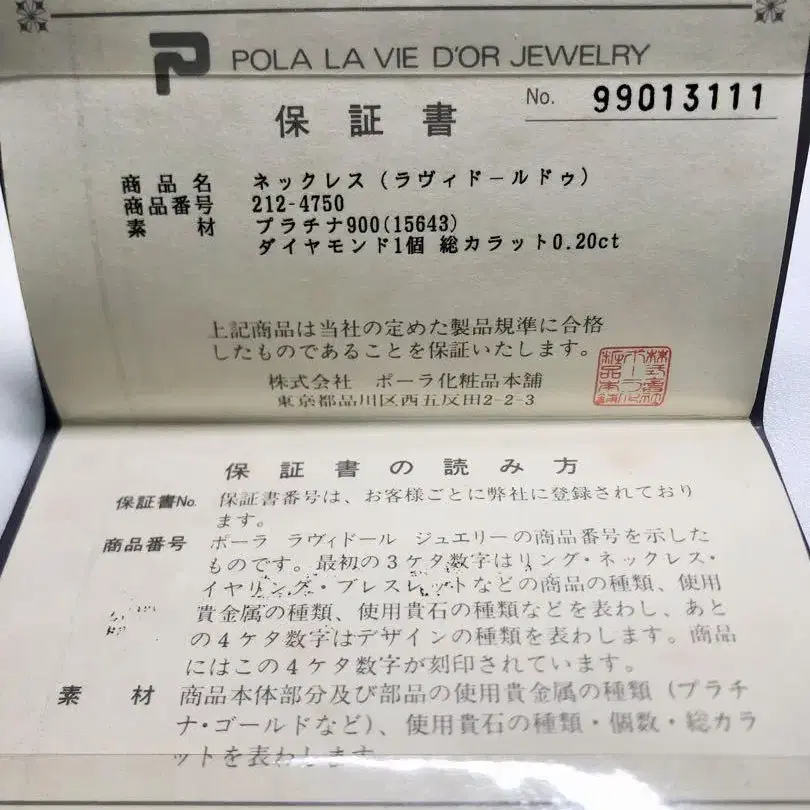 POLA LA VIE D'OR JEWELRY
保証書
No. 99013111
商品名 ネックレス(ラヴィドールドゥ)
商品番号 212-4750
素材 プラチナ900(15643)
ダイヤモンド1個 総カラット0.20ct
上記商品は当社の定めた製品規準に合格
したものであることを保証いたします。
株式会社 ポーラ化粧品本舗
東京都品川区西五反田2-2-3
保証書の読み方
保証書No. 保証書番号は、お客様ごとに弊社に登録されており
ます。
商品番号 ポーラ ラヴィドール ジュエリーの商品番号を示した
ものです。最初の3ケタ数字はリング・ネックレス・
イヤリング・ブレスレットなどの商品の種類、使用
貴金属の種類、使用貴石の種類などを表わし、あと
の4ケタ数字はデザインの種類を表わします。商品
にはこの4ケタ数字が刻印されています。
素材 商品本体部分及び部品の使用貴金属の種類(プラチ
ナ・ゴールドなど)、使用貴石の種類・個数・総カラ
ットを表わします